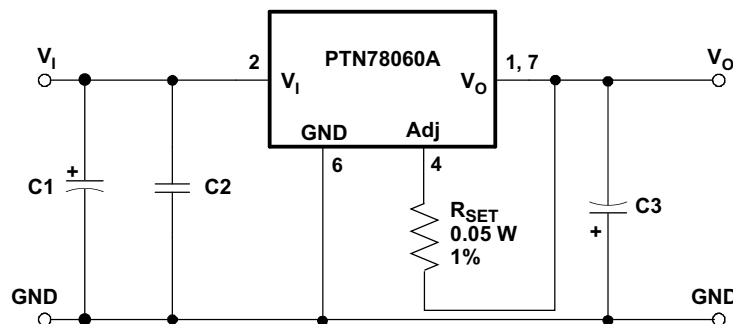 PTN78060A
VI
2
VI
VO
1, 7
VO
GND
Adj
6
4
C1
+
C2
RSET
0.05 W
1%
C3
+
GND
GND